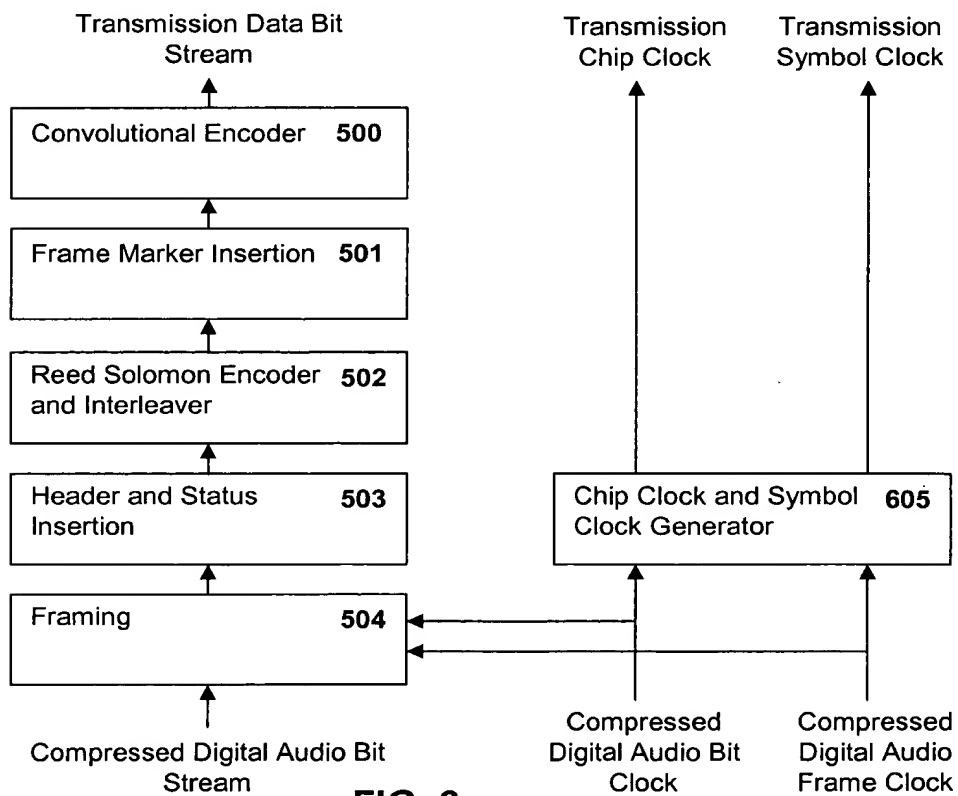 Transmission Data Bit
Stream
Transmission
Chip Clock
Transmission
Symbol Clock
Convolutional Encoder 500
Frame Marker Insertion 501
Reed Solomon Encoder 502
and Interleaver
Header and Status 503
Insertion
Chip Clock and Symbol 605
Clock Generator
Framing 504
Compressed Digital Audio Bit
Stream
Compressed
Digital Audio Bit
Clock
Compressed
Digital Audio
Frame Clock